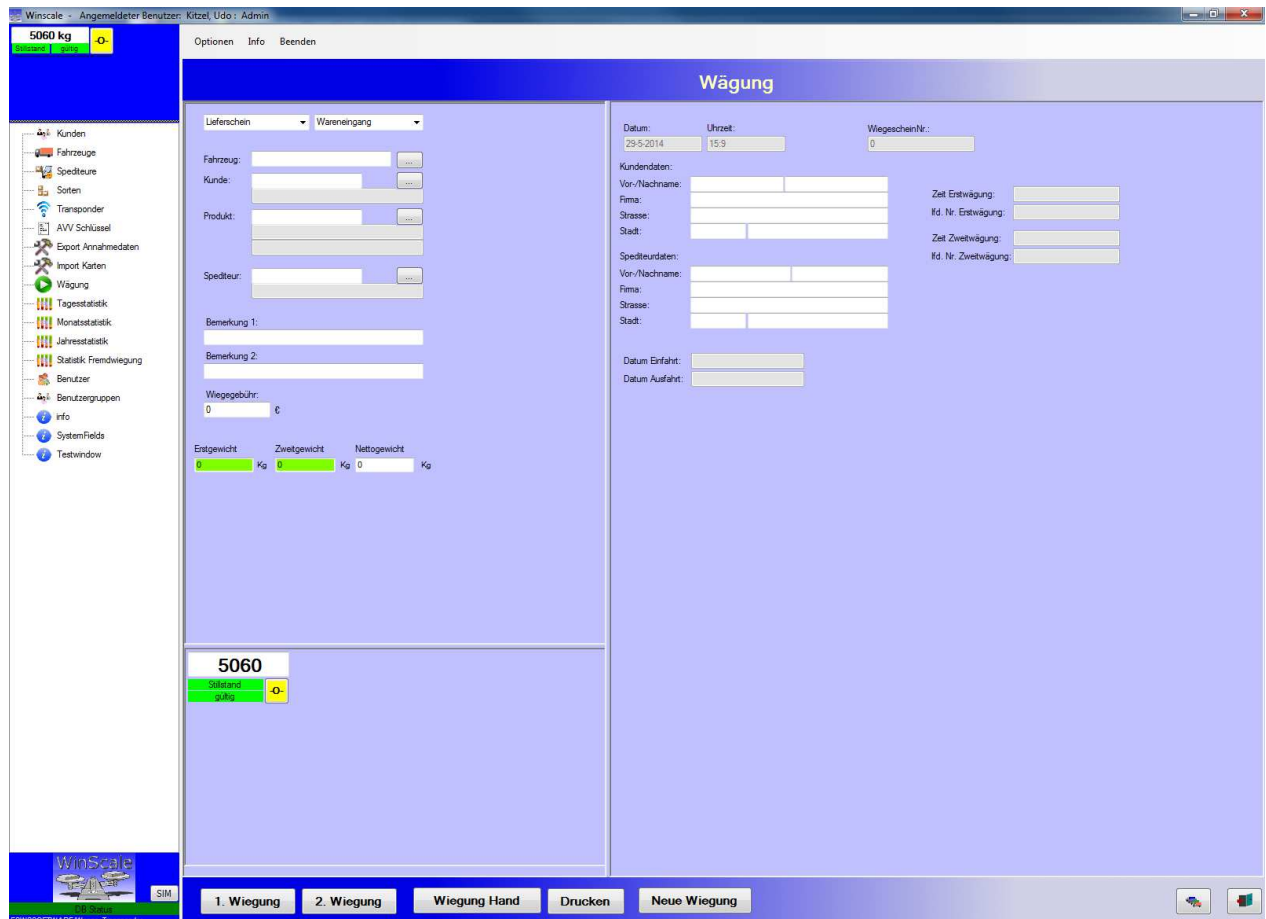 Winscale - Angemeldeter Benutzer: Kitzel, Udo : Admin
5060 kg
-0-
Stillstand gültig
Optionen Info Beenden
Wägung
Kunden
Fahrzeuge
Spediteure
Sorten
Transponder
AVV Schlüssel
Export Annahmedaten
Import Karten
Wägung
Tagesstatistik
Monatsstatistik
Jahresstatistik
Statistik Fremdwiegung
Benutzer
Benutzergruppen
info
SystemFields
Testwindow
Lieferschein Wareneingang
Fahrzeug: ...
Kunde: ...
Produkt: ...
Spediteur: ...
Bemerkung 1:
Bemerkung 2:
Wiegegebühr:
0 €
Erstgewicht Zweitgewicht Nettogewicht
0 Kg 0 Kg 0 Kg
5060
Stillstand
gültig
-0-
Datum: Uhrzeit: WiegescheinNr.:
29-5-2014 15:9 0
Kundendaten:
Vor-/Nachname:
Firma:
Strasse:
Stadt:
Spediteurdaten:
Vor-/Nachname:
Firma:
Strasse:
Stadt:
Zeit Erstwägung:
lfd. Nr. Erstwägung:
Zeit Zweitwägung:
lfd. Nr. Zweitwägung:
Datum Einfahrt:
Datum Ausfahrt:
WinScale
SIM
DB Status
1. Wiegung 2. Wiegung Wiegung Hand Drucken Neue Wiegung